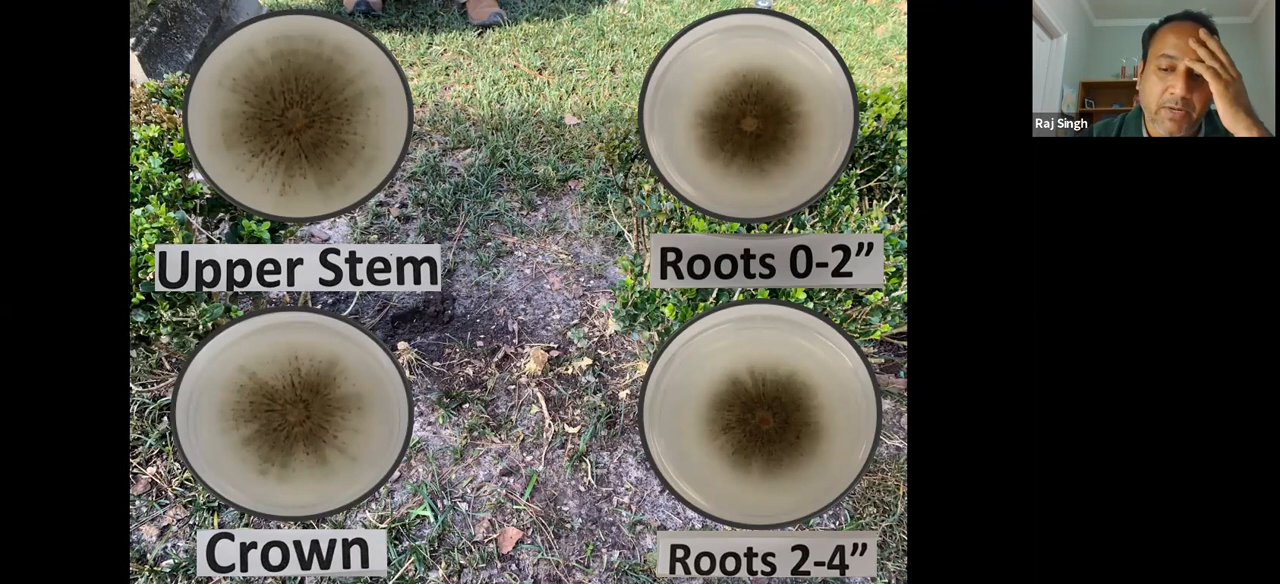 Raj Singh
Upper Stem
Roots 0-2”
Crown
Roots 2-4”